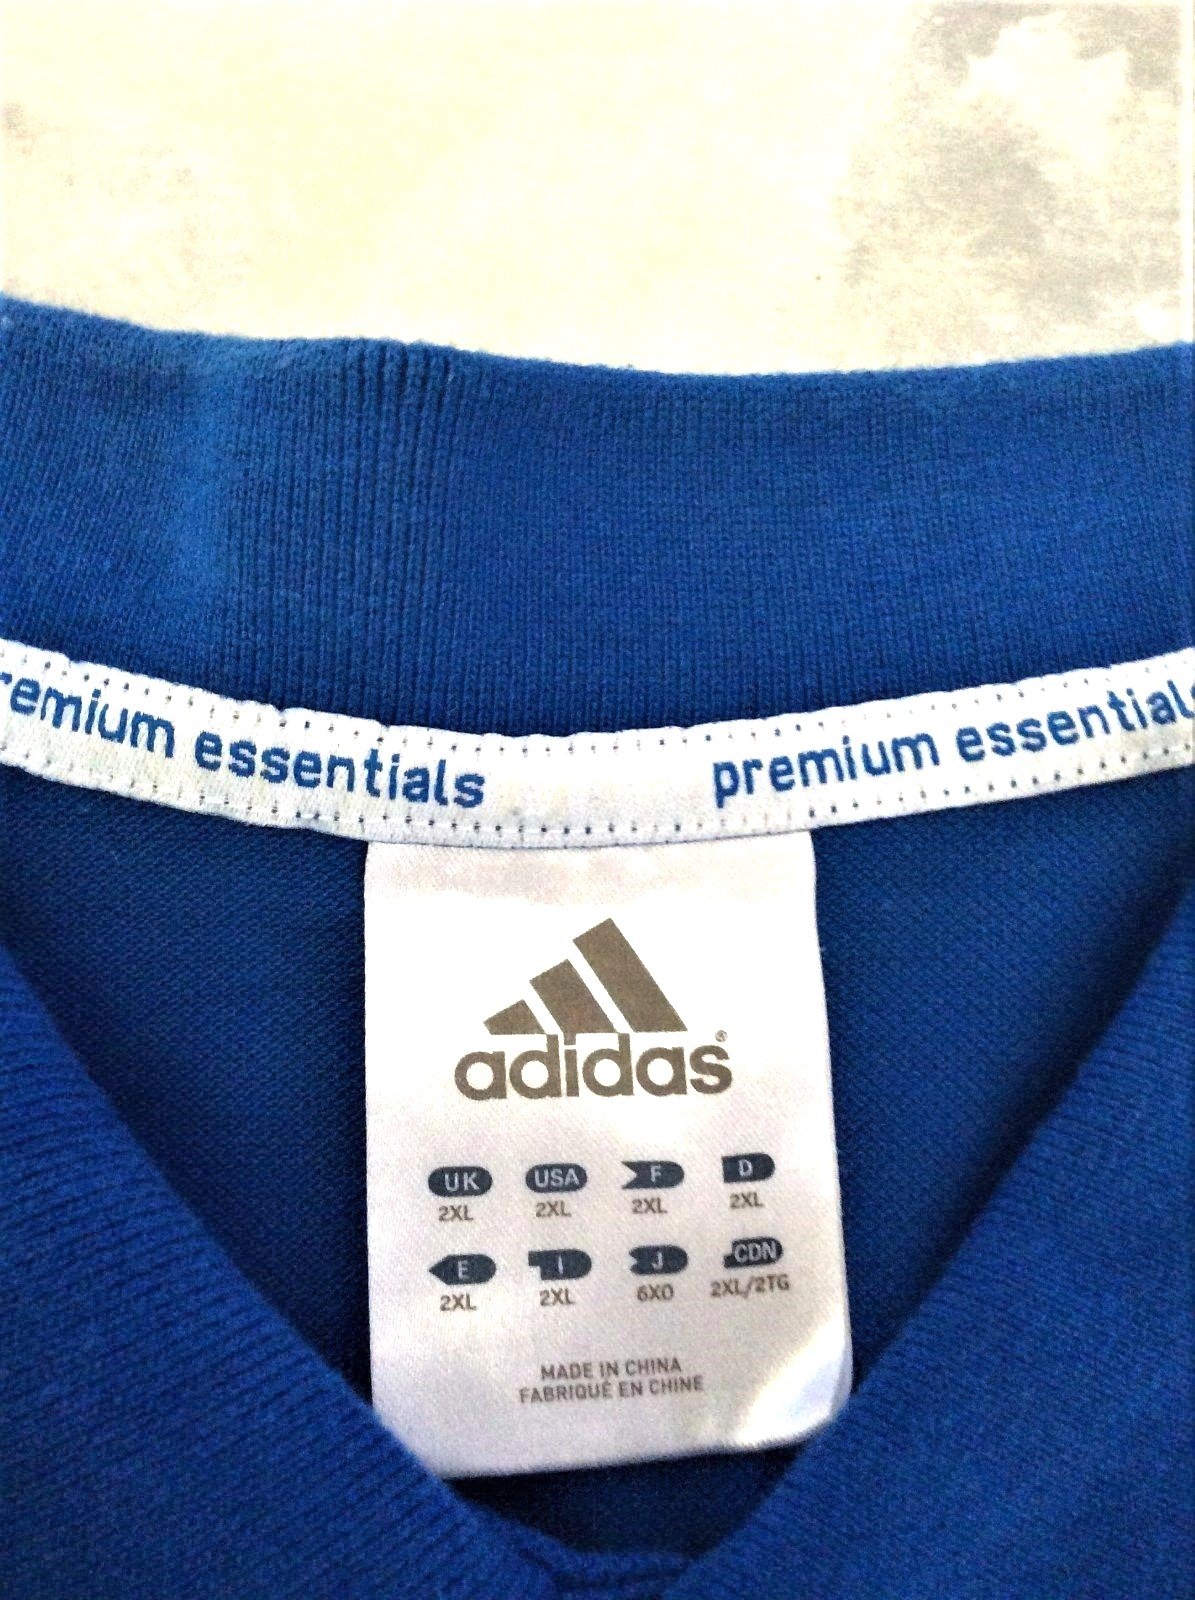 remium essentials
premium essentials
adidas®
UK USA F D
2XL 2XL 2XL 2XL
E I J CDN
2XL 2XL 6XO 2XL/2TG
MADE IN CHINA
FABRIQUÉ EN CHINE